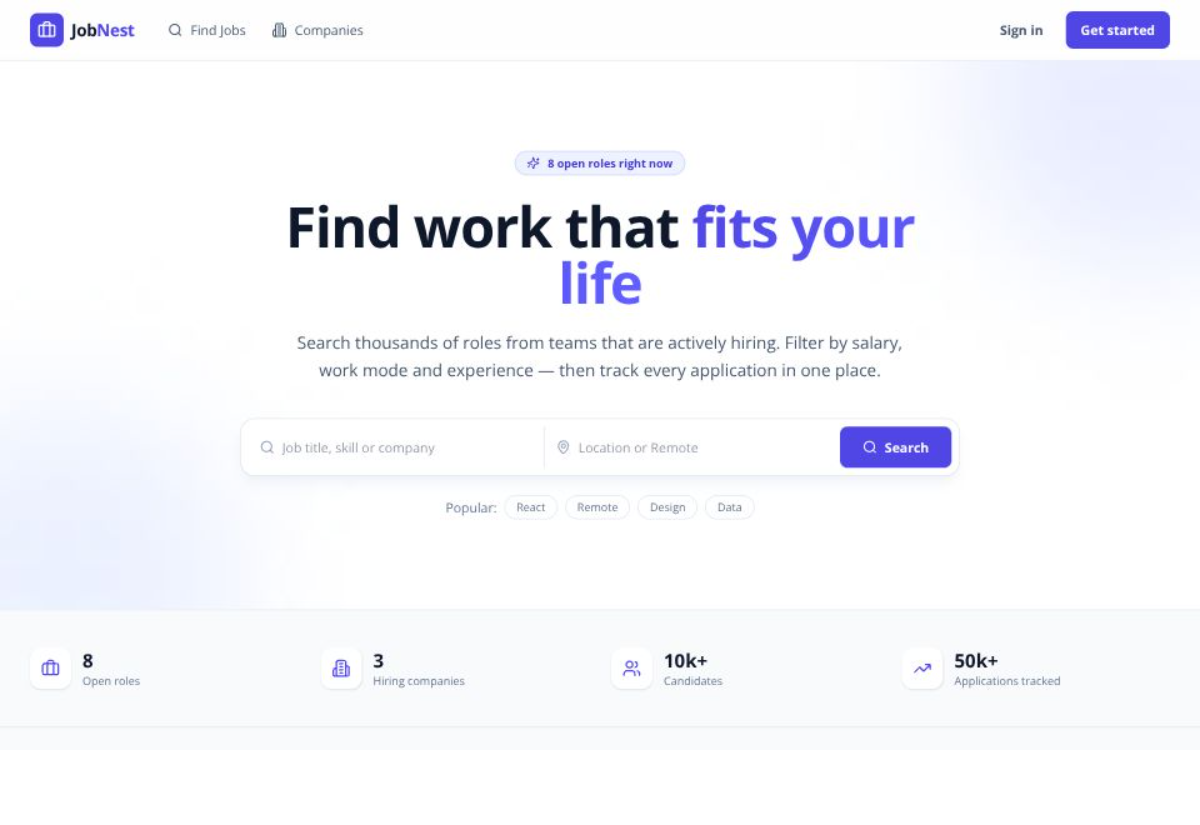 JobNest Find Jobs Companies Sign in Get started
8 open roles right now
Find work that fits your
life
Search thousands of roles from teams that are actively hiring. Filter by salary,
work mode and experience — then track every application in one place.
Job title, skill or company Location or Remote Search
Popular: React Remote Design Data
8 3 10k+ 50k+
Open roles Hiring companies Candidates Applications tracked